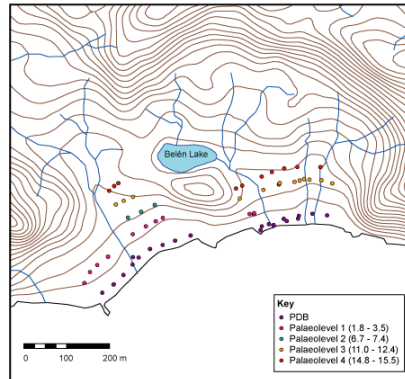 Belén Lake
Key
PDB
Palaeolevel 1 (1.8 - 3.5)
Palaeolevel 2 (6.7 - 7.4)
Palaeolevel 3 (11.0 - 12.4)
Palaeolevel 4 (14.8 - 15.5)
0 100 200 m